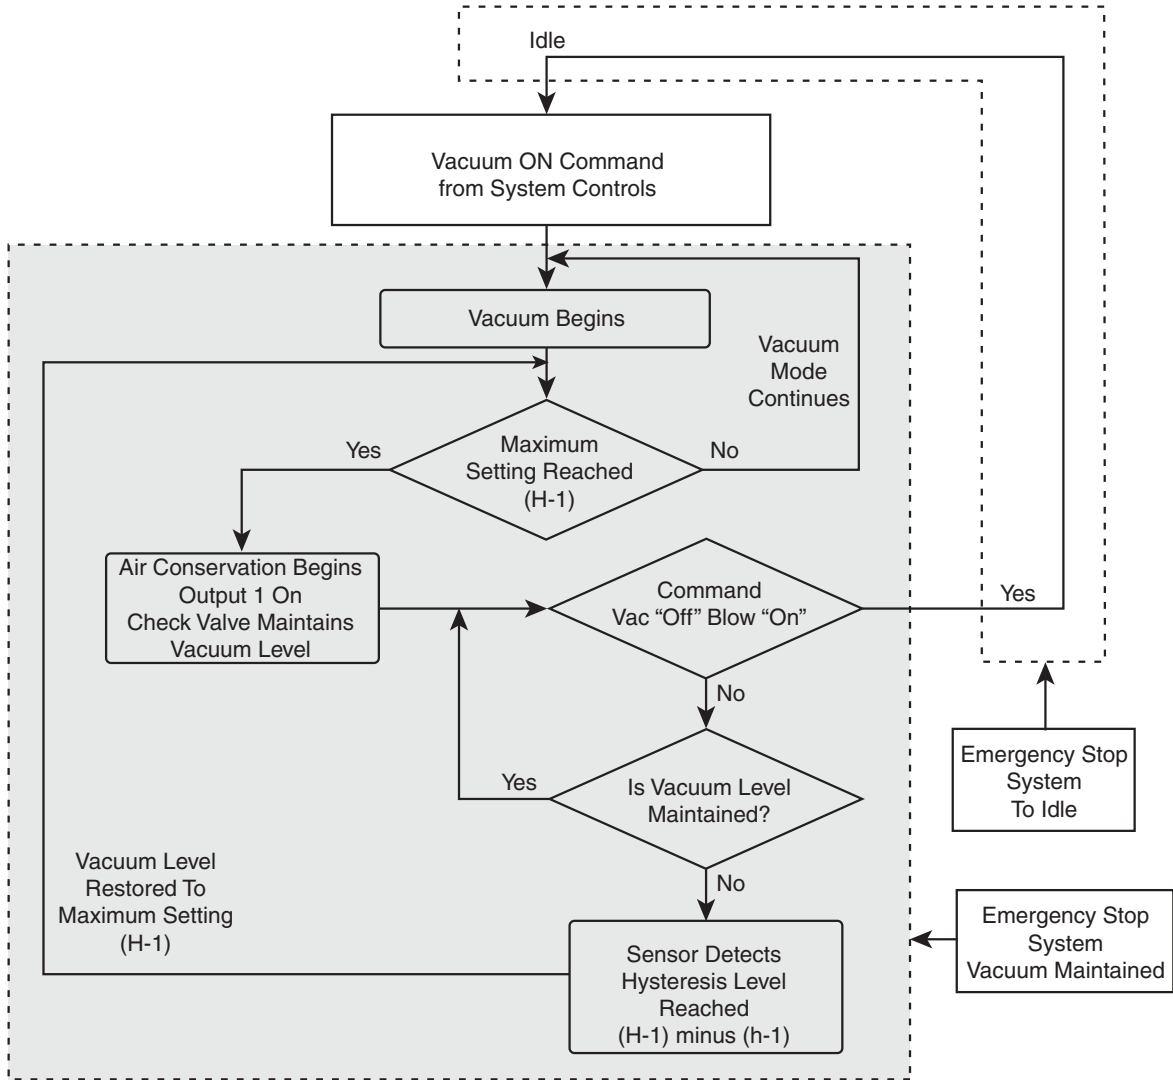 Idle
Vacuum ON Command
from System Controls
Vacuum Begins
Vacuum
Mode
Continues
Maximum
Setting Reached
(H-1)
Yes
No
Air Conservation Begins
Output 1 On
Check Valve Maintains
Vacuum Level
Command
Vac “Off” Blow “On”
Yes
No
Is Vacuum Level
Maintained?
Yes
No
Emergency Stop
System
To Idle
Vacuum Level
Restored To
Maximum Setting
(H-1)
Sensor Detects
Hysteresis Level
Reached
(H-1) minus (h-1)
Emergency Stop
System
Vacuum Maintained